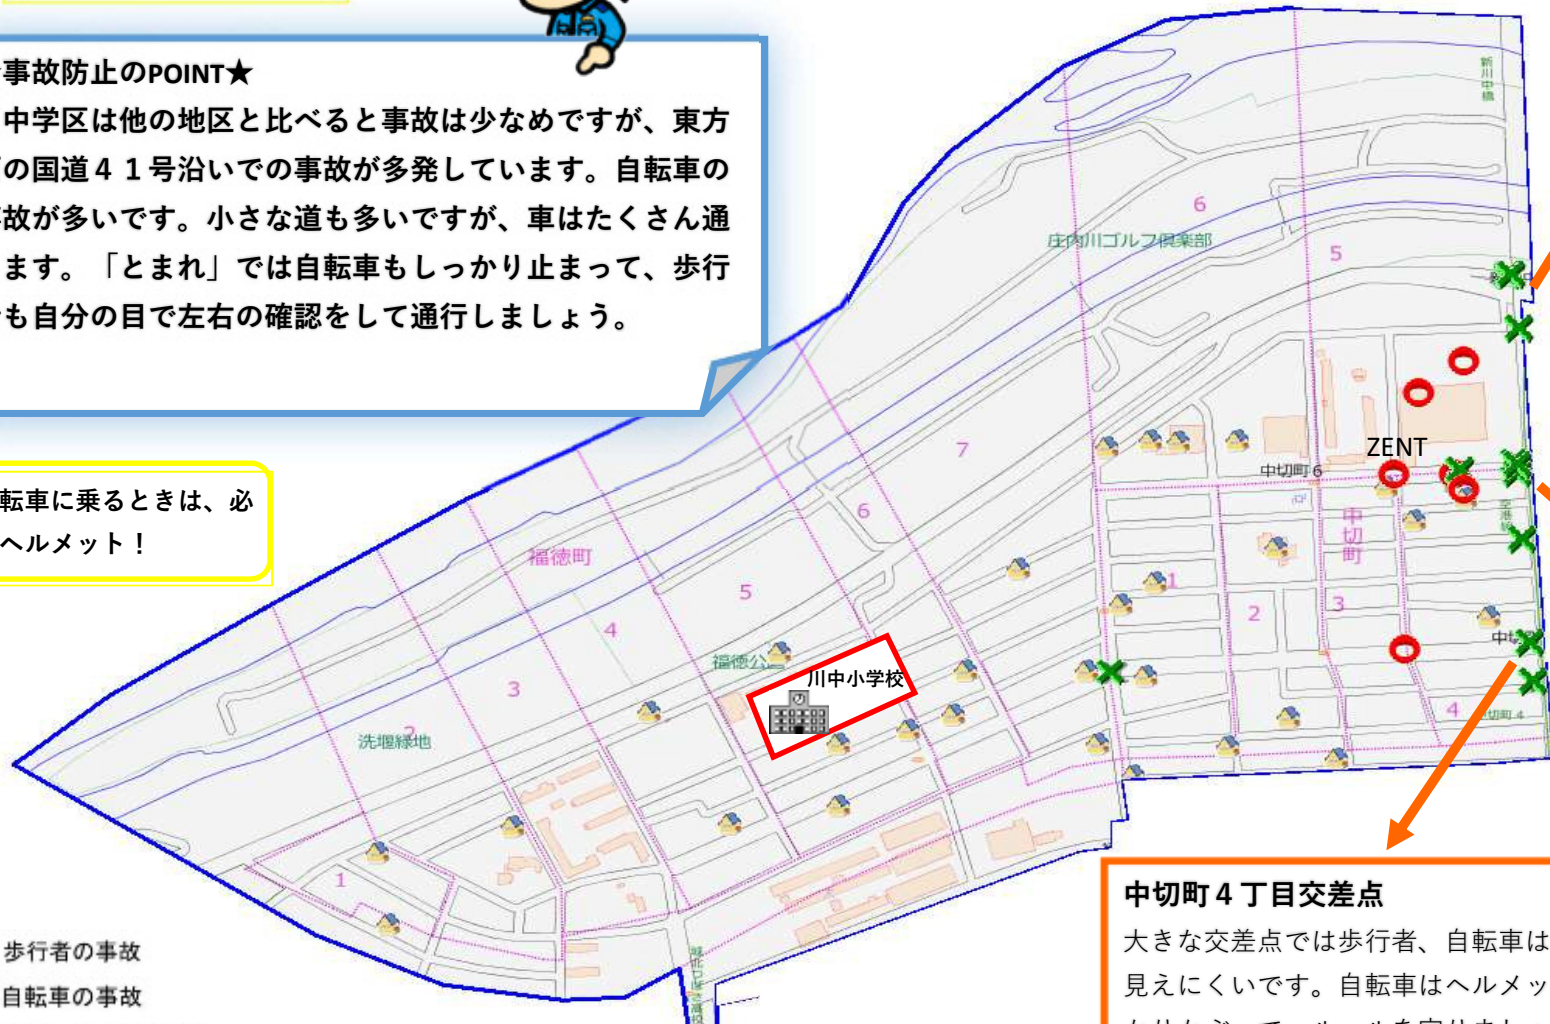 事故防止のPOINT★
中学区は他の地区と比べると事故は少なめですが、東方
の国道４１号沿いでの事故が多発しています。自転車の
故が多いです。小さな道も多いですが、車はたくさん通
ます。「とまれ」では自転車もしっかり止まって、歩行
も自分の目で左右の確認をして通行しましょう。
転車に乗るときは、必
ヘルメット！
新川中橋
6
庄内川ゴルフ倶楽部
5
7
ZENT
中切町6
6
中切町
空港線
福徳町
5
1
2
3
4
福徳公
川中小学校
中切
3
2
洗堰緑地
4
切町4
1
歩行者の事故
自転車の事故
中切町４丁目交差点
大きな交差点では歩行者、自転車は
見えにくいです。自転車はヘルメッ